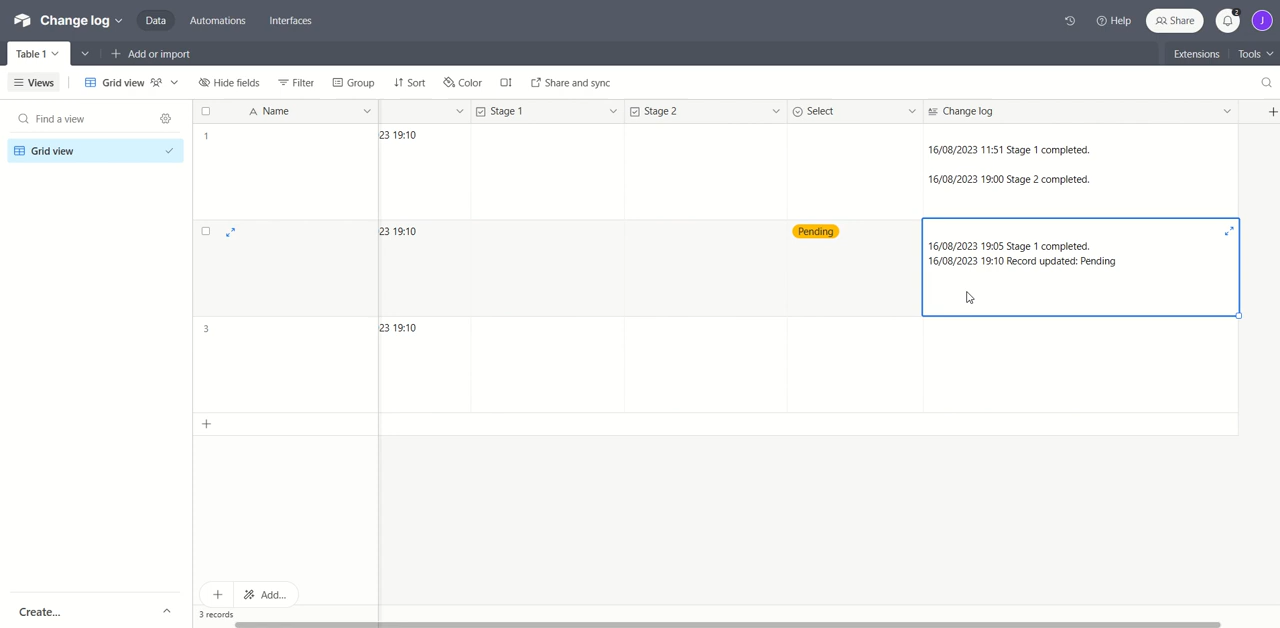 Change log
Data
Automations
Interfaces
Help
Share
2
J
Table 1
Add or import
Extensions
Tools
Views
Grid view
Hide fields
Filter
Group
Sort
Color
Share and sync
Find a view
Grid view
Name
Stage 1
Stage 2
Select
Change log
1
23 19:10
16/08/2023 11:51 Stage 1 completed.
16/08/2023 19:00 Stage 2 completed.
23 19:10
Pending
16/08/2023 19:05 Stage 1 completed.
16/08/2023 19:10 Record updated: Pending
3
23 19:10
Add...
Create...
3 records